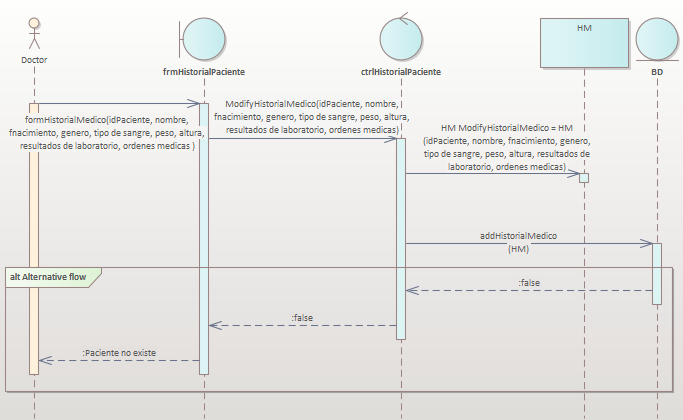 HM
Doctor
frmHistorialPaciente
ctrlHistorialPaciente
BD
formHistorialMedico(idPaciente, nombre,
fnacimiento, genero, tipo de sangre, peso, altura,
resultados de laboratorio, ordenes medicas )
ModifyHistorialMedico(idPaciente, nombre,
fnacimiento, genero, tipo de sangre, peso, altura,
resultados de laboratorio, ordenes medicas)
HM ModifyHistorialMedico = HM
(idPaciente, nombre, fnacimiento, genero,
tipo de sangre, peso, altura, resultados de
laboratorio, ordenes medicas)
addHistorialMedico
(HM)
alt Alternative flow
:false
:false
:Paciente no existe